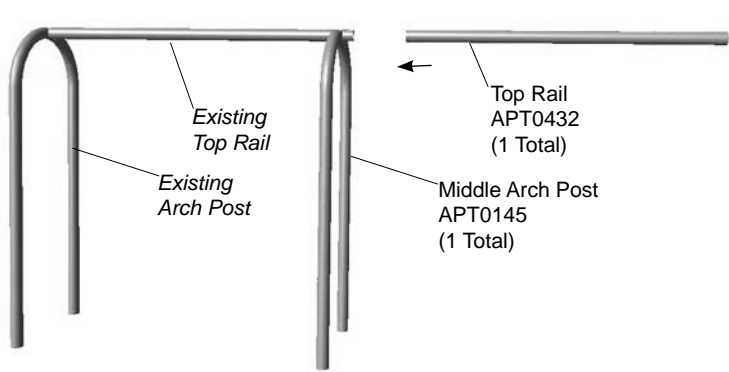 Existing
Top Rail
Existing
Arch Post
Top Rail
APT0432
(1 Total)
Middle Arch Post
APT0145
(1 Total)